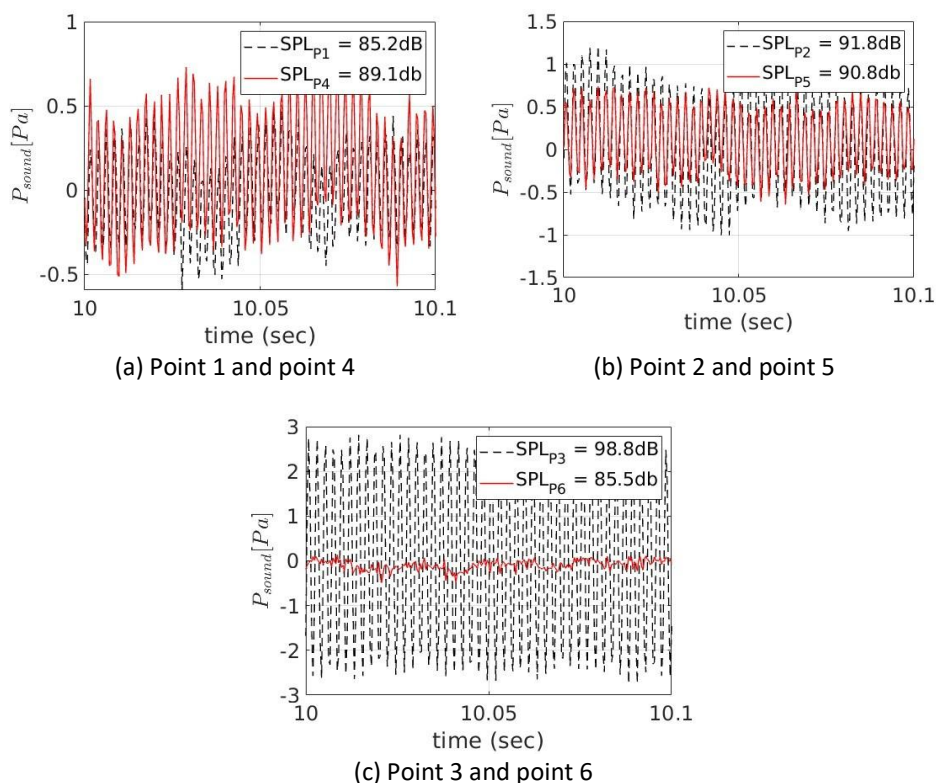 1
0.5
0
-0.5
P_sound[Pa]
SPL_P1 = 85.2dB
SPL_P4 = 89.1db
10
10.05
10.1
time (sec)
(a) Point 1 and point 4
1.5
1
0.5
0
-0.5
-1
-1.5
P_sound[Pa]
SPL_P2 = 91.8dB
SPL_P5 = 90.8db
10
10.05
10.1
time (sec)
(b) Point 2 and point 5
3
2
1
0
-1
-2
-3
P_sound[Pa]
SPL_P3 = 98.8dB
SPL_P6 = 85.5db
10
10.05
10.1
time (sec)
(c) Point 3 and point 6